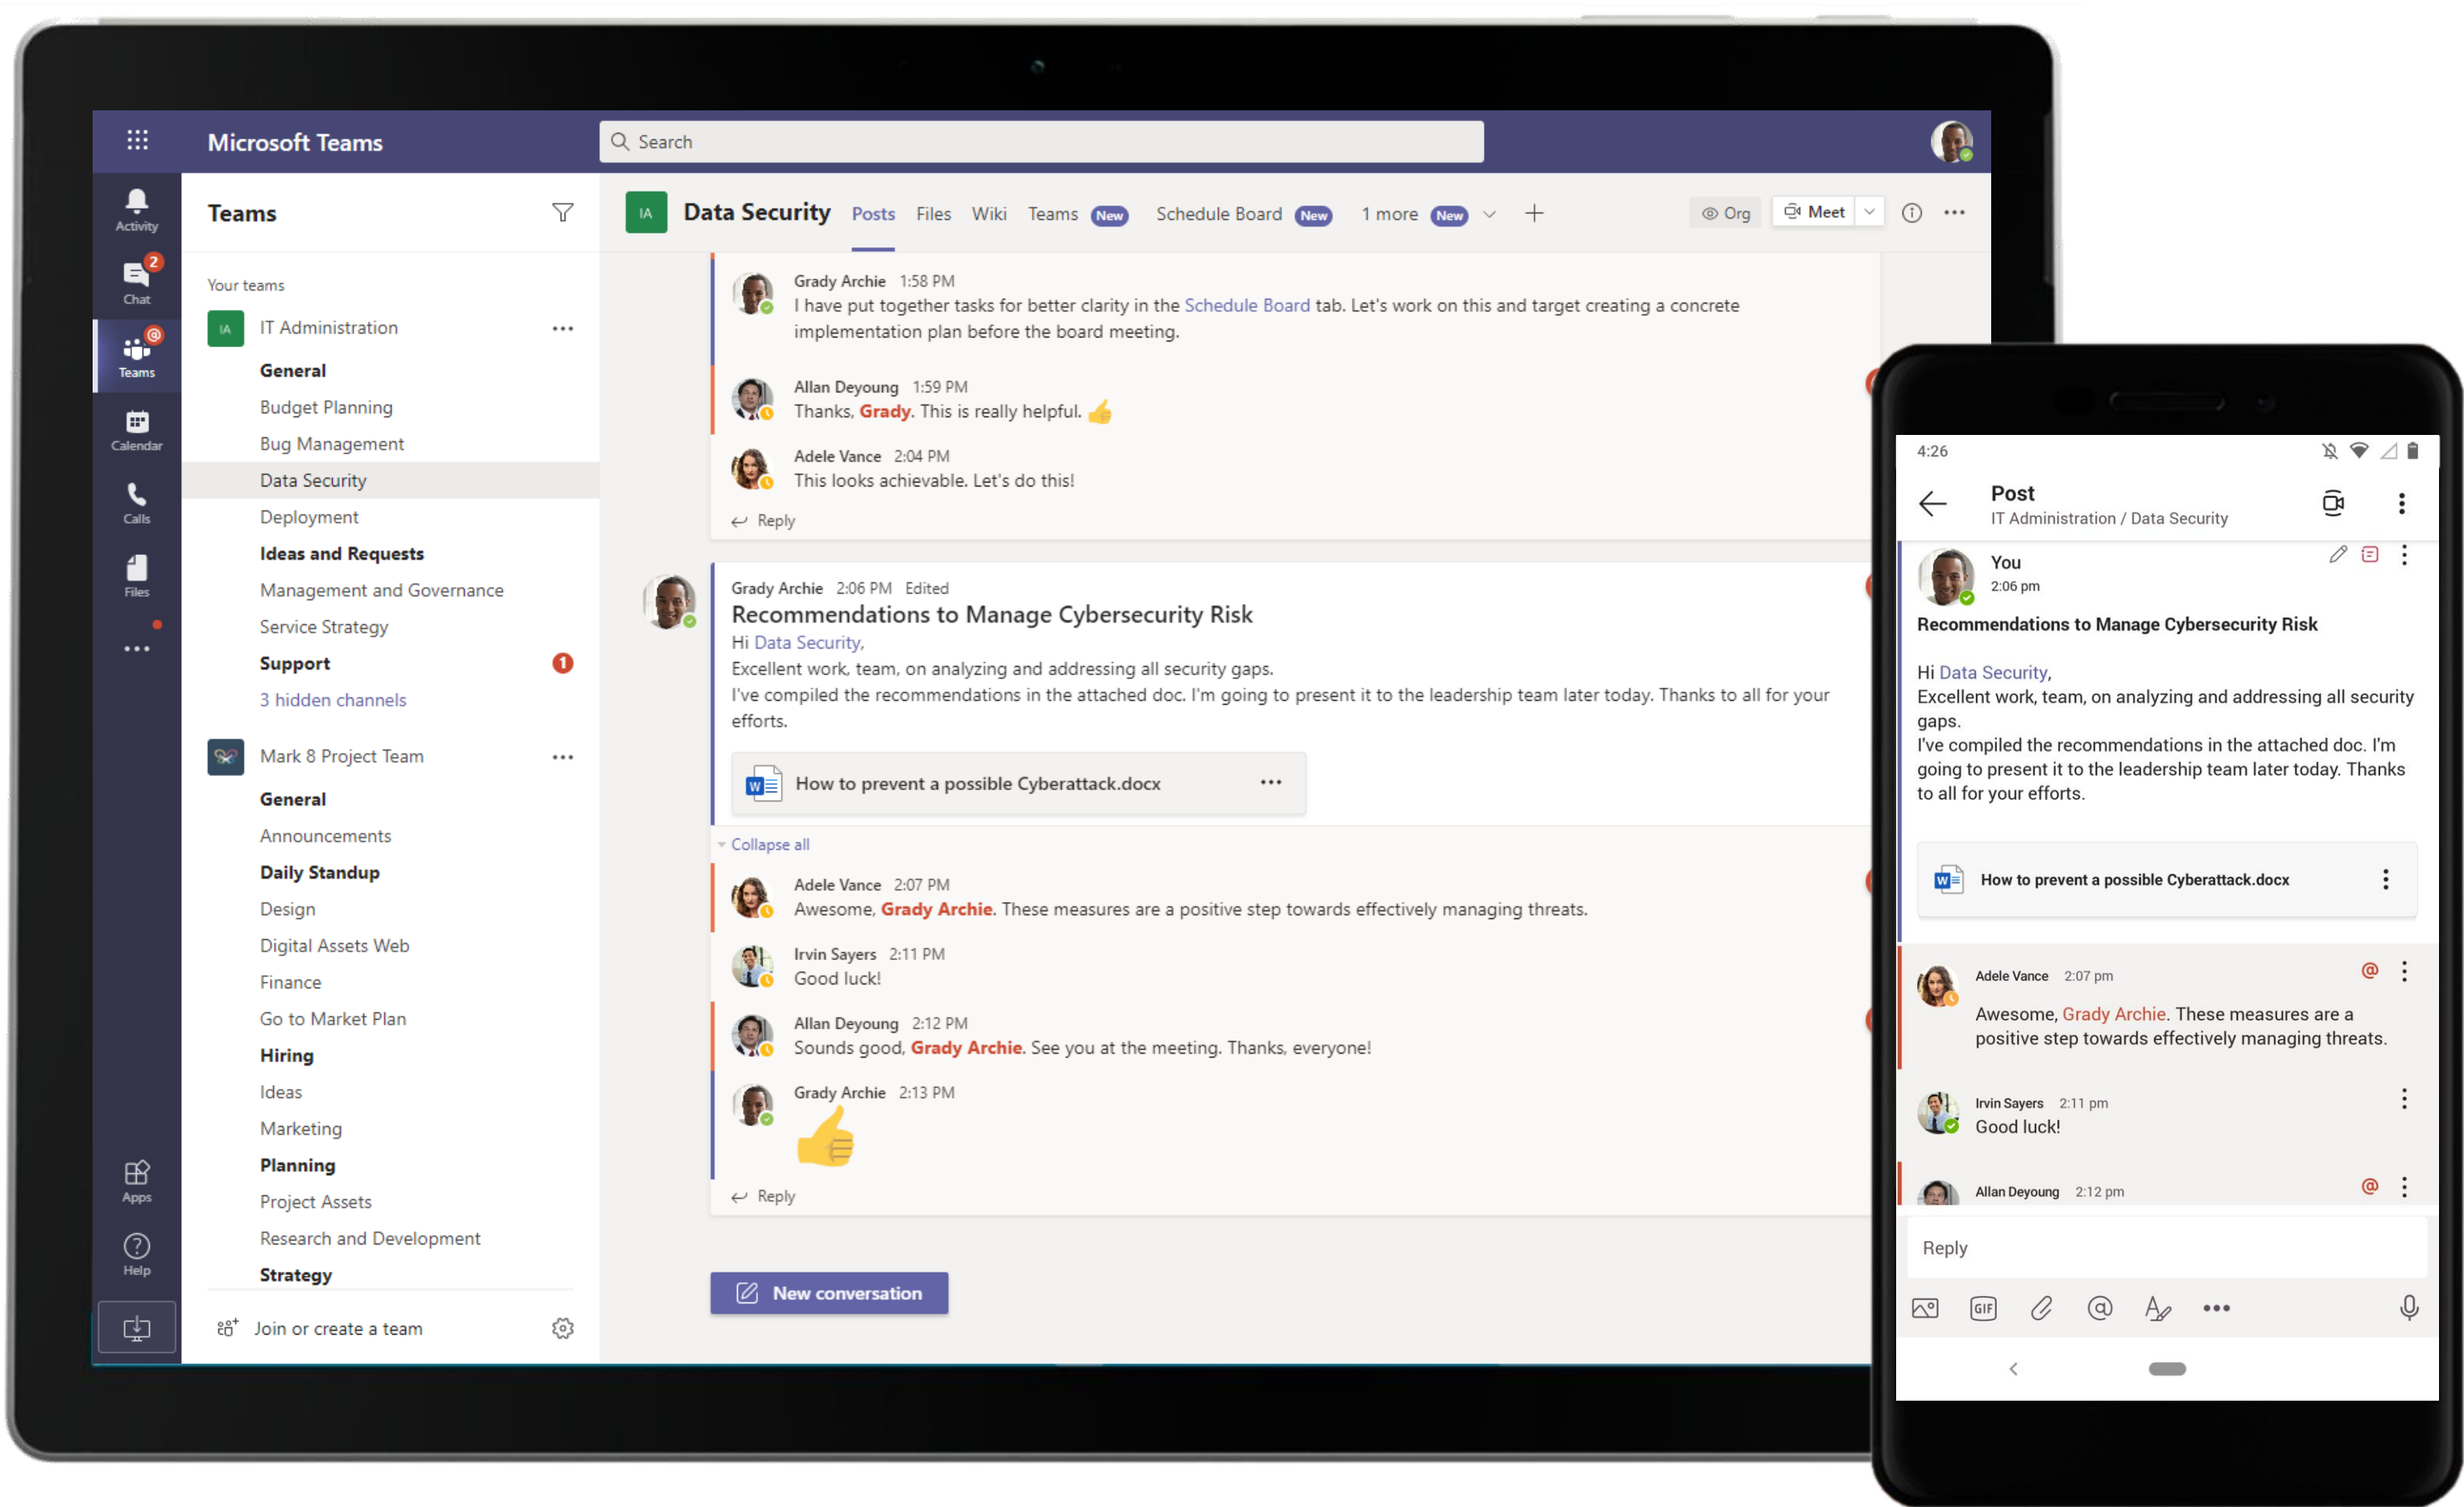 Microsoft Teams
Search
Activity
2
Chat
@
Teams
Calendar
Calls
Files
Apps
Help
Teams
Your teams
IA
IT Administration
General
Budget Planning
Bug Management
Data Security
Deployment
Ideas and Requests
Management and Governance
Service Strategy
Support
1
3 hidden channels
Mark 8 Project Team
General
Announcements
Daily Standup
Design
Digital Assets Web
Finance
Go to Market Plan
Hiring
Ideas
Marketing
Planning
Project Assets
Research and Development
Strategy
Join or create a team
IA
Data Security Posts Files Wiki Teams New Schedule Board New 1 more New
Org
Meet
Grady Archie 1:58 PM
I have put together tasks for better clarity in the Schedule Board tab. Let's work on this and target creating a concrete
implementation plan before the board meeting.
Allan Deyoung 1:59 PM
Thanks, Grady. This is really helpful.
Adele Vance 2:04 PM
This looks achievable. Let's do this!
Reply
Grady Archie 2:06 PM Edited
Recommendations to Manage Cybersecurity Risk
Hi Data Security,
Excellent work, team, on analyzing and addressing all security gaps.
I've compiled the recommendations in the attached doc. I'm going to present it to the leadership team later today. Thanks to all for your
efforts.
W
How to prevent a possible Cyberattack.docx
Collapse all
Adele Vance 2:07 PM
Awesome, Grady Archie. These measures are a positive step towards effectively managing threats.
Irvin Sayers 2:11 PM
Good luck!
Allan Deyoung 2:12 PM
Sounds good, Grady Archie. See you at the meeting. Thanks, everyone!
Grady Archie 2:13 PM
Reply
New conversation
4:26
Post
IT Administration / Data Security
You
2:06 pm
Recommendations to Manage Cybersecurity Risk
Hi Data Security,
Excellent work, team, on analyzing and addressing all security
gaps.
I've compiled the recommendations in the attached doc. I'm
going to present it to the leadership team later today. Thanks
to all for your efforts.
W
How to prevent a possible Cyberattack.docx
Adele Vance 2:07 pm
@
Awesome, Grady Archie. These measures are a
positive step towards effectively managing threats.
Irvin Sayers 2:11 pm
Good luck!
Allan Deyoung 2:12 pm
@
Reply
GIF
@